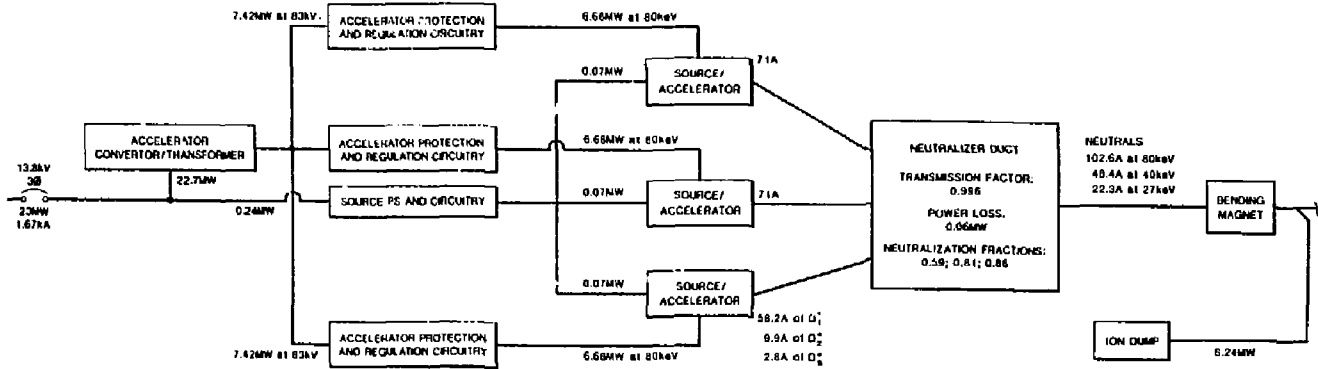 7.42MW at 83kV
ACCELERATOR PROTECTION
AND REGULATION CIRCUITRY
6.66MW at 80keV
0.07MW
SOURCE/
ACCELERATOR
71A
ACCELERATOR
CONVERTOR/TRANSFORMER
ACCELERATOR PROTECTION
AND REGULATION CIRCUITRY
6.66MW at 80keV
13.8kV
3Ø
23MW
1.67kA
22.7MW
0.24MW
SOURCE PS AND CIRCUITRY
0.07MW
SOURCE/
ACCELERATOR
71A
NEUTRALIZER DUCT
TRANSMISSION FACTOR:
0.996
POWER LOSS.
0.06MW
NEUTRALIZATION FRACTIONS:
0.59; 0.81; 0.86
NEUTRALS
102.6A at 80keV
48.4A at 40keV
22.3A at 27keV
BENDING
MAGNET
0.07MW
SOURCE/
ACCELERATOR
58.2A of D₁⁺
9.9A of D₂⁺
2.8A of D₃⁺
7.42MW at 83kV
ACCELERATOR PROTECTION
AND REGULATION CIRCUITRY
6.66MW at 80keV
ION DUMP
6.24MW